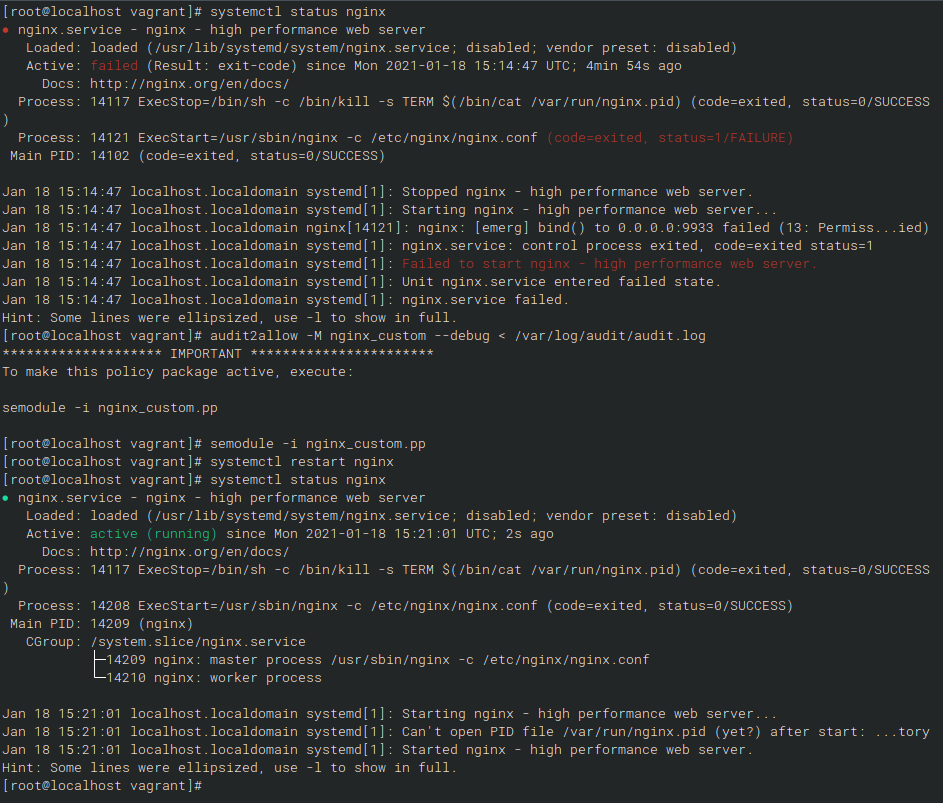 [root@localhost vagrant]# systemctl status nginx
● nginx.service - nginx - high performance web server
   Loaded: loaded (/usr/lib/systemd/system/nginx.service; disabled; vendor preset: disabled)
   Active: failed (Result: exit-code) since Mon 2021-01-18 15:14:47 UTC; 4min 54s ago
     Docs: http://nginx.org/en/docs/
  Process: 14117 ExecStop=/bin/sh -c /bin/kill -s TERM $(/bin/cat /var/run/nginx.pid) (code=exited, status=0/SUCCESS
)
  Process: 14121 ExecStart=/usr/sbin/nginx -c /etc/nginx/nginx.conf (code=exited, status=1/FAILURE)
 Main PID: 14102 (code=exited, status=0/SUCCESS)

Jan 18 15:14:47 localhost.localdomain systemd[1]: Stopped nginx - high performance web server.
Jan 18 15:14:47 localhost.localdomain systemd[1]: Starting nginx - high performance web server...
Jan 18 15:14:47 localhost.localdomain nginx[14121]: nginx: [emerg] bind() to 0.0.0.0:9933 failed (13: Permiss...ied)
Jan 18 15:14:47 localhost.localdomain systemd[1]: nginx.service: control process exited, code=exited status=1
Jan 18 15:14:47 localhost.localdomain systemd[1]: Failed to start nginx - high performance web server.
Jan 18 15:14:47 localhost.localdomain systemd[1]: Unit nginx.service entered failed state.
Jan 18 15:14:47 localhost.localdomain systemd[1]: nginx.service failed.
Hint: Some lines were ellipsized, use -l to show in full.
[root@localhost vagrant]# audit2allow -M nginx_custom --debug < /var/log/audit/audit.log
******************** IMPORTANT ***********************
To make this policy package active, execute:

semodule -i nginx_custom.pp

[root@localhost vagrant]# semodule -i nginx_custom.pp
[root@localhost vagrant]# systemctl restart nginx
[root@localhost vagrant]# systemctl status nginx
● nginx.service - nginx - high performance web server
   Loaded: loaded (/usr/lib/systemd/system/nginx.service; disabled; vendor preset: disabled)
   Active: active (running) since Mon 2021-01-18 15:21:01 UTC; 2s ago
     Docs: http://nginx.org/en/docs/
  Process: 14117 ExecStop=/bin/sh -c /bin/kill -s TERM $(/bin/cat /var/run/nginx.pid) (code=exited, status=0/SUCCESS
)
  Process: 14208 ExecStart=/usr/sbin/nginx -c /etc/nginx/nginx.conf (code=exited, status=0/SUCCESS)
 Main PID: 14209 (nginx)
   CGroup: /system.slice/nginx.service
           ├─14209 nginx: master process /usr/sbin/nginx -c /etc/nginx/nginx.conf
           └─14210 nginx: worker process

Jan 18 15:21:01 localhost.localdomain systemd[1]: Starting nginx - high performance web server...
Jan 18 15:21:01 localhost.localdomain systemd[1]: Can't open PID file /var/run/nginx.pid (yet?) after start: ...tory
Jan 18 15:21:01 localhost.localdomain systemd[1]: Started nginx - high performance web server.
Hint: Some lines were ellipsized, use -l to show in full.
[root@localhost vagrant]#